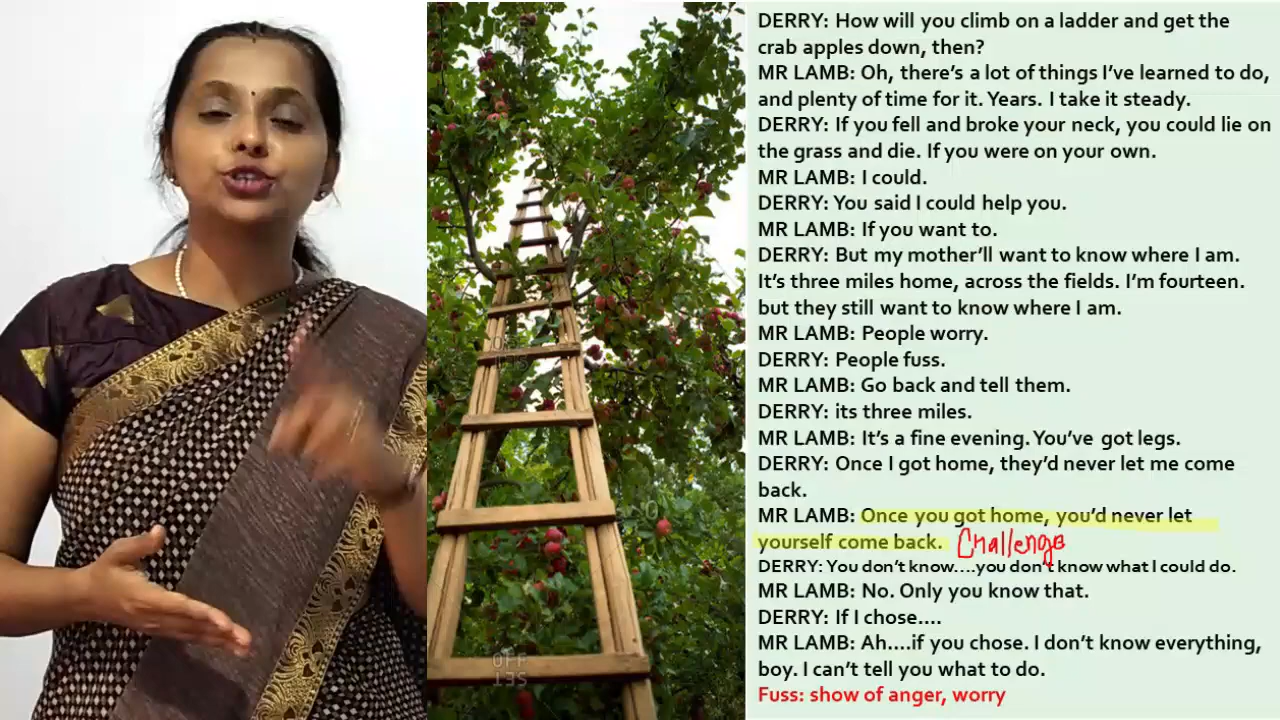 DERRY: How will you climb on a ladder and get the
crab apples down, then?
MR LAMB: Oh, there's a lot of things I've learned to do,
and plenty of time for it. Years. I take it steady.
DERRY: If you fell and broke your neck, you could lie on
the grass and die. If you were on your own.
MR LAMB: I could.
DERRY: You said I could help you.
MR LAMB: If you want to.
DERRY: But my mother'll want to know where I am.
It's three miles home, across the fields. I'm fourteen.
but they still want to know where I am.
MR LAMB: People worry.
DERRY: People fuss.
MR LAMB: Go back and tell them.
DERRY: its three miles.
MR LAMB: It's a fine evening. You've got legs.
DERRY: Once I got home, they'd never let me come
back.
MR LAMB: Once you got home, you'd never let
yourself come back. Challenge
DERRY: You don't know....you don't know what I could do.
MR LAMB: No. Only you know that.
DERRY: If I chose....
MR LAMB: Ah....if you chose. I don't know everything,
boy. I can't tell you what to do.
Fuss: show of anger, worry